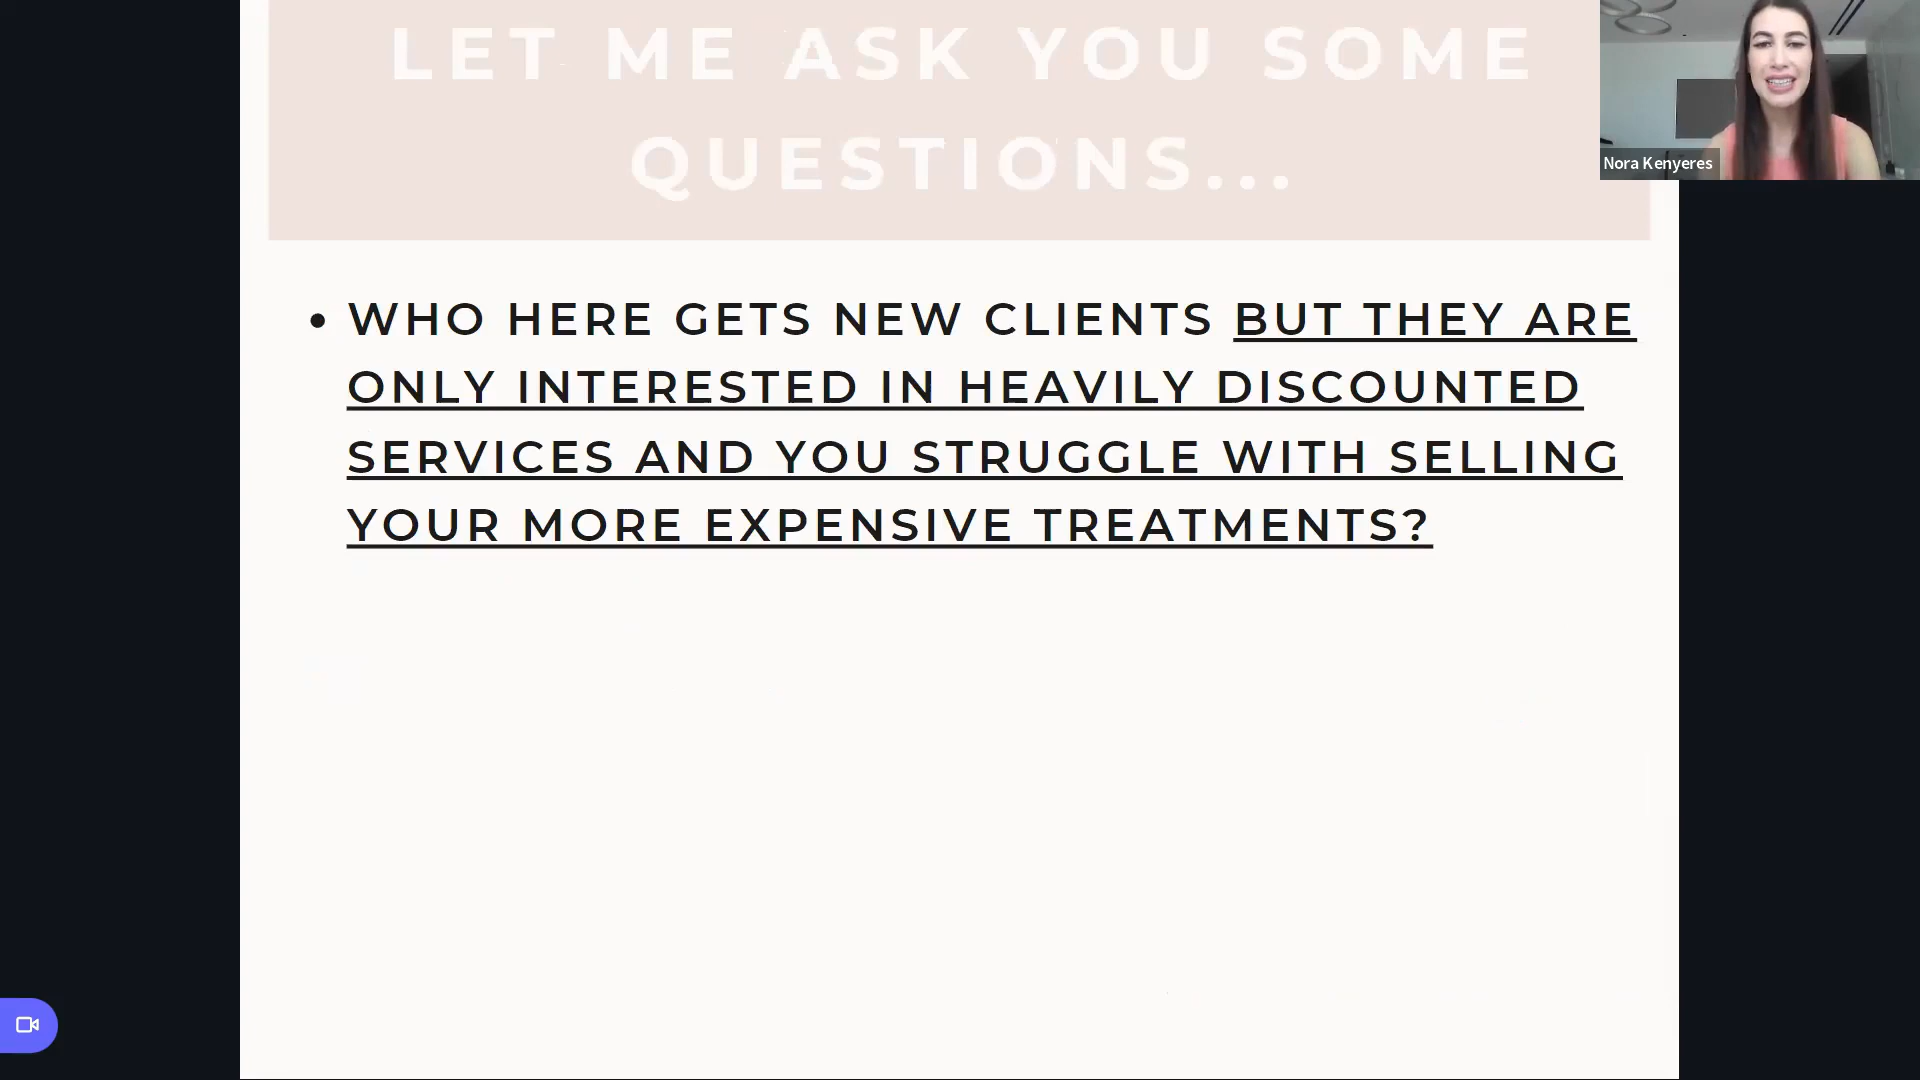 LET ME ASK YOU SOME
QUESTIONS...
Nora Kenyeres
• WHO HERE GETS NEW CLIENTS BUT THEY ARE
ONLY INTERESTED IN HEAVILY DISCOUNTED
SERVICES AND YOU STRUGGLE WITH SELLING
YOUR MORE EXPENSIVE TREATMENTS?